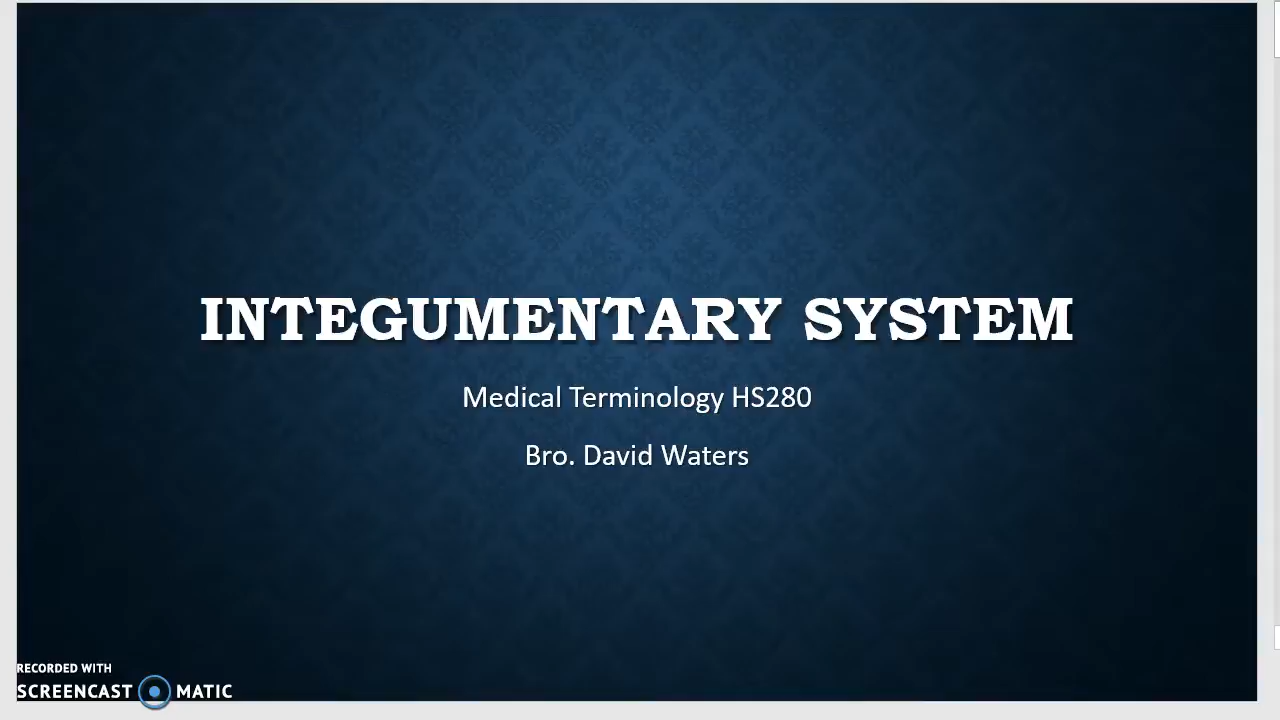 INTEGUMENTARY SYSTEM
Medical Terminology HS280
Bro. David Waters
RECORDED WITH
SCREENCAST MATIC